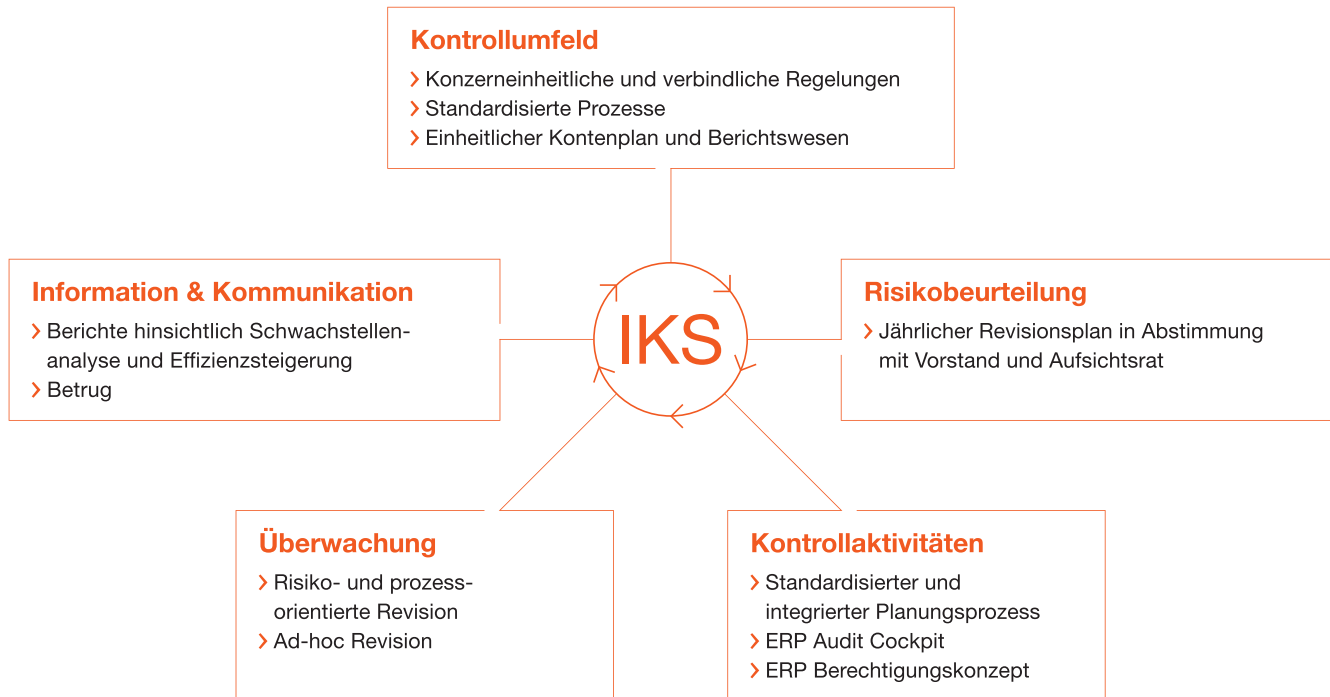 Kontrollumfeld
Konzerneinheitliche und verbindliche Regelungen
Standardisierte Prozesse
Einheitlicher Kontenplan und Berichtswesen
Information & Kommunikation
Berichte hinsichtlich Schwachstellen-
analyse und Effizienzsteigerung
Betrug
IKS
Risikobeurteilung
Jährlicher Revisionsplan in Abstimmung
mit Vorstand und Aufsichtsrat
Überwachung
Risiko- und prozess-
orientierte Revision
Ad-hoc Revision
Kontrollaktivitäten
Standardisierter und
integrierter Planungsprozess
ERP Audit Cockpit
ERP Berechtigungskonzept